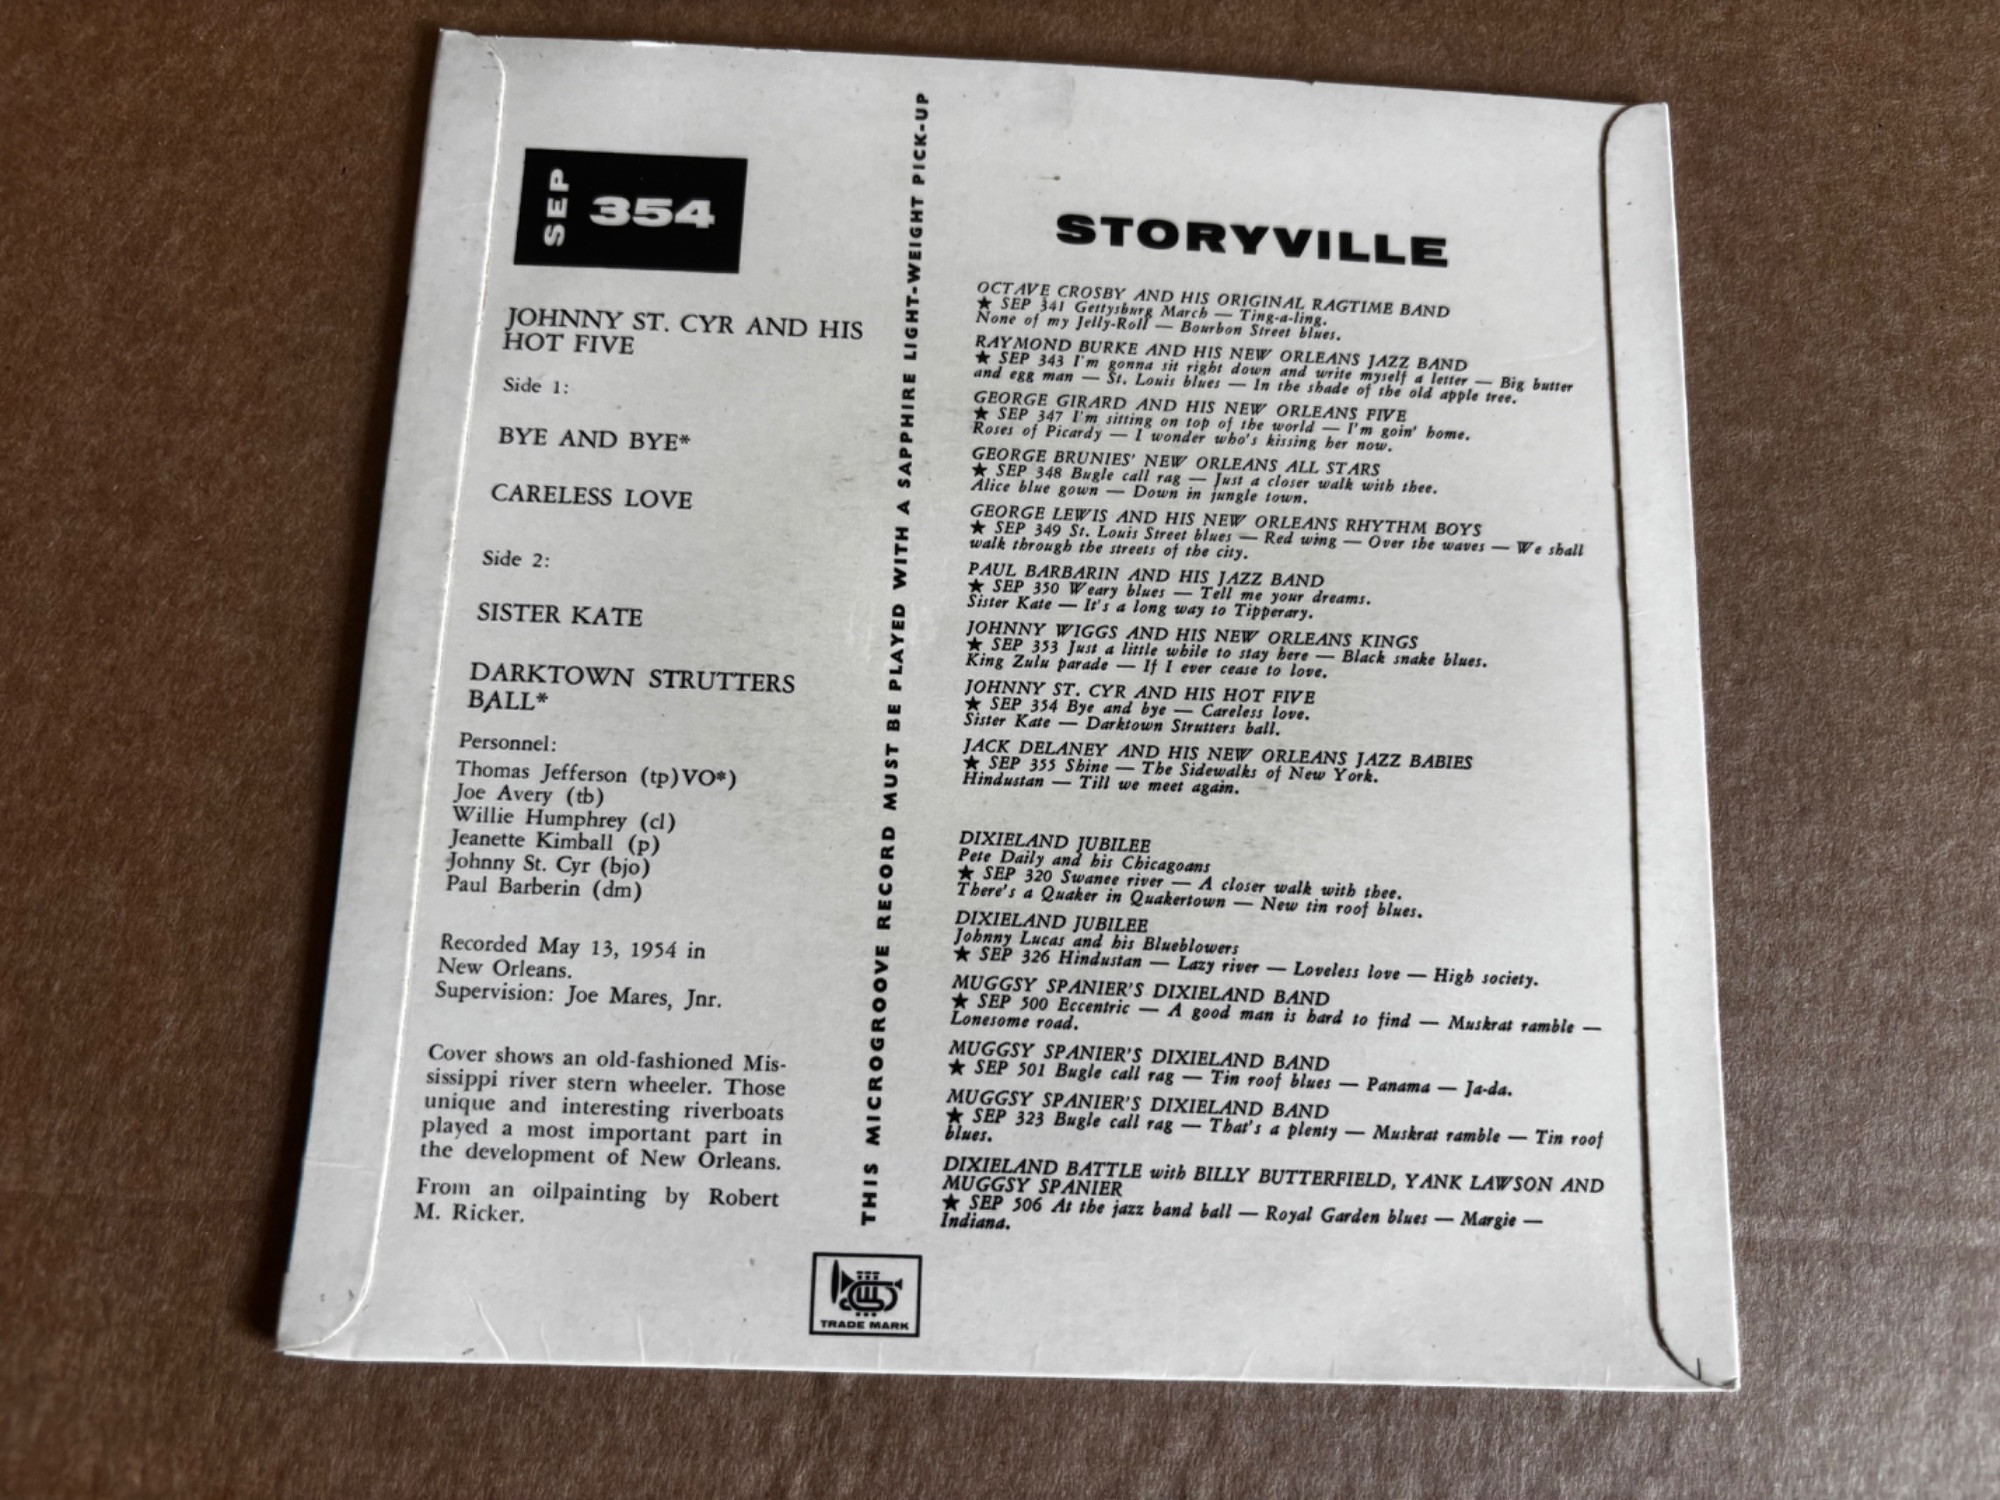 SEP 354
JOHNNY ST. CYR AND HIS
HOT FIVE
Side 1:
BYE AND BYE*
CARELESS LOVE
Side 2:
SISTER KATE
DARKTOWN STRUTTERS
BALL*
Personnel:
Thomas Jefferson (tp)VO*)
Joe Avery (tb)
Willie Humphrey (cl)
Jeanette Kimball (p)
Johnny St. Cyr (bjo)
Paul Barberin (dm)
Recorded May 13, 1954 in
New Orleans.
Supervision: Joe Mares, Jnr.
Cover shows an old-fashioned Mis-
sissippi river stern wheeler. Those
unique and interesting riverboats
played a most important part in
the development of New Orleans.
From an oilpainting by Robert
M. Ricker.
THIS MICROGROOVE RECORD MUST BE PLAYED WITH A SAPPHIRE LIGHT-WEIGHT PICK-UP
TRADE MARK
STORYVILLE
OCTAVE CROSBY AND HIS ORIGINAL RAGTIME BAND
★ SEP 341 Gettysburg March — Ting-a-ling.
None of my Jelly-Roll — Bourbon Street blues.
RAYMOND BURKE AND HIS NEW ORLEANS JAZZ BAND
★ SEP 343 I'm gonna sit right down and write myself a letter — Big butter
and egg man — St. Louis blues — In the shade of the old apple tree.
GEORGE GIRARD AND HIS NEW ORLEANS FIVE
★ SEP 347 I'm sitting on top of the world — I'm goin' home.
Roses of Picardy — I wonder who's kissing her now.
GEORGE BRUNIES' NEW ORLEANS ALL STARS
★ SEP 348 Bugle call rag — Just a closer walk with thee.
Alice blue gown — Down in jungle town.
GEORGE LEWIS AND HIS NEW ORLEANS RHYTHM BOYS
★ SEP 349 St. Louis Street blues — Red wing — Over the waves — We shall
walk through the streets of the city.
PAUL BARBARIN AND HIS JAZZ BAND
★ SEP 350 Weary blues — Tell me your dreams.
Sister Kate — It's a long way to Tipperary.
JOHNNY WIGGS AND HIS NEW ORLEANS KINGS
★ SEP 353 Just a little while to stay here — Black snake blues.
King Zulu parade — If I ever cease to love.
JOHNNY ST. CYR AND HIS HOT FIVE
★ SEP 354 Bye and bye — Careless love.
Sister Kate — Darktown Strutters ball.
JACK DELANEY AND HIS NEW ORLEANS JAZZ BABIES
★ SEP 355 Shine — The Sidewalks of New York.
Hindustan — Till we meet again.
DIXIELAND JUBILEE
Pete Daily and his Chicagoans
★ SEP 320 Swanee river — A closer walk with thee.
There's a Quaker in Quakertown — New tin roof blues.
DIXIELAND JUBILEE
Johnny Lucas and his Blueblowers
★ SEP 326 Hindustan — Lazy river — Loveless love — High society.
MUGGSY SPANIER'S DIXIELAND BAND
★ SEP 500 Eccentric — A good man is hard to find — Muskrat ramble —
Lonesome road.
MUGGSY SPANIER'S DIXIELAND BAND
★ SEP 501 Bugle call rag — Tin roof blues — Panama — Ja-da.
MUGGSY SPANIER'S DIXIELAND BAND
★ SEP 323 Bugle call rag — That's a plenty — Muskrat ramble — Tin roof
blues.
DIXIELAND BATTLE with BILLY BUTTERFIELD, YANK LAWSON AND
MUGGSY SPANIER
★ SEP 506 At the jazz band ball — Royal Garden blues — Margie —
Indiana.